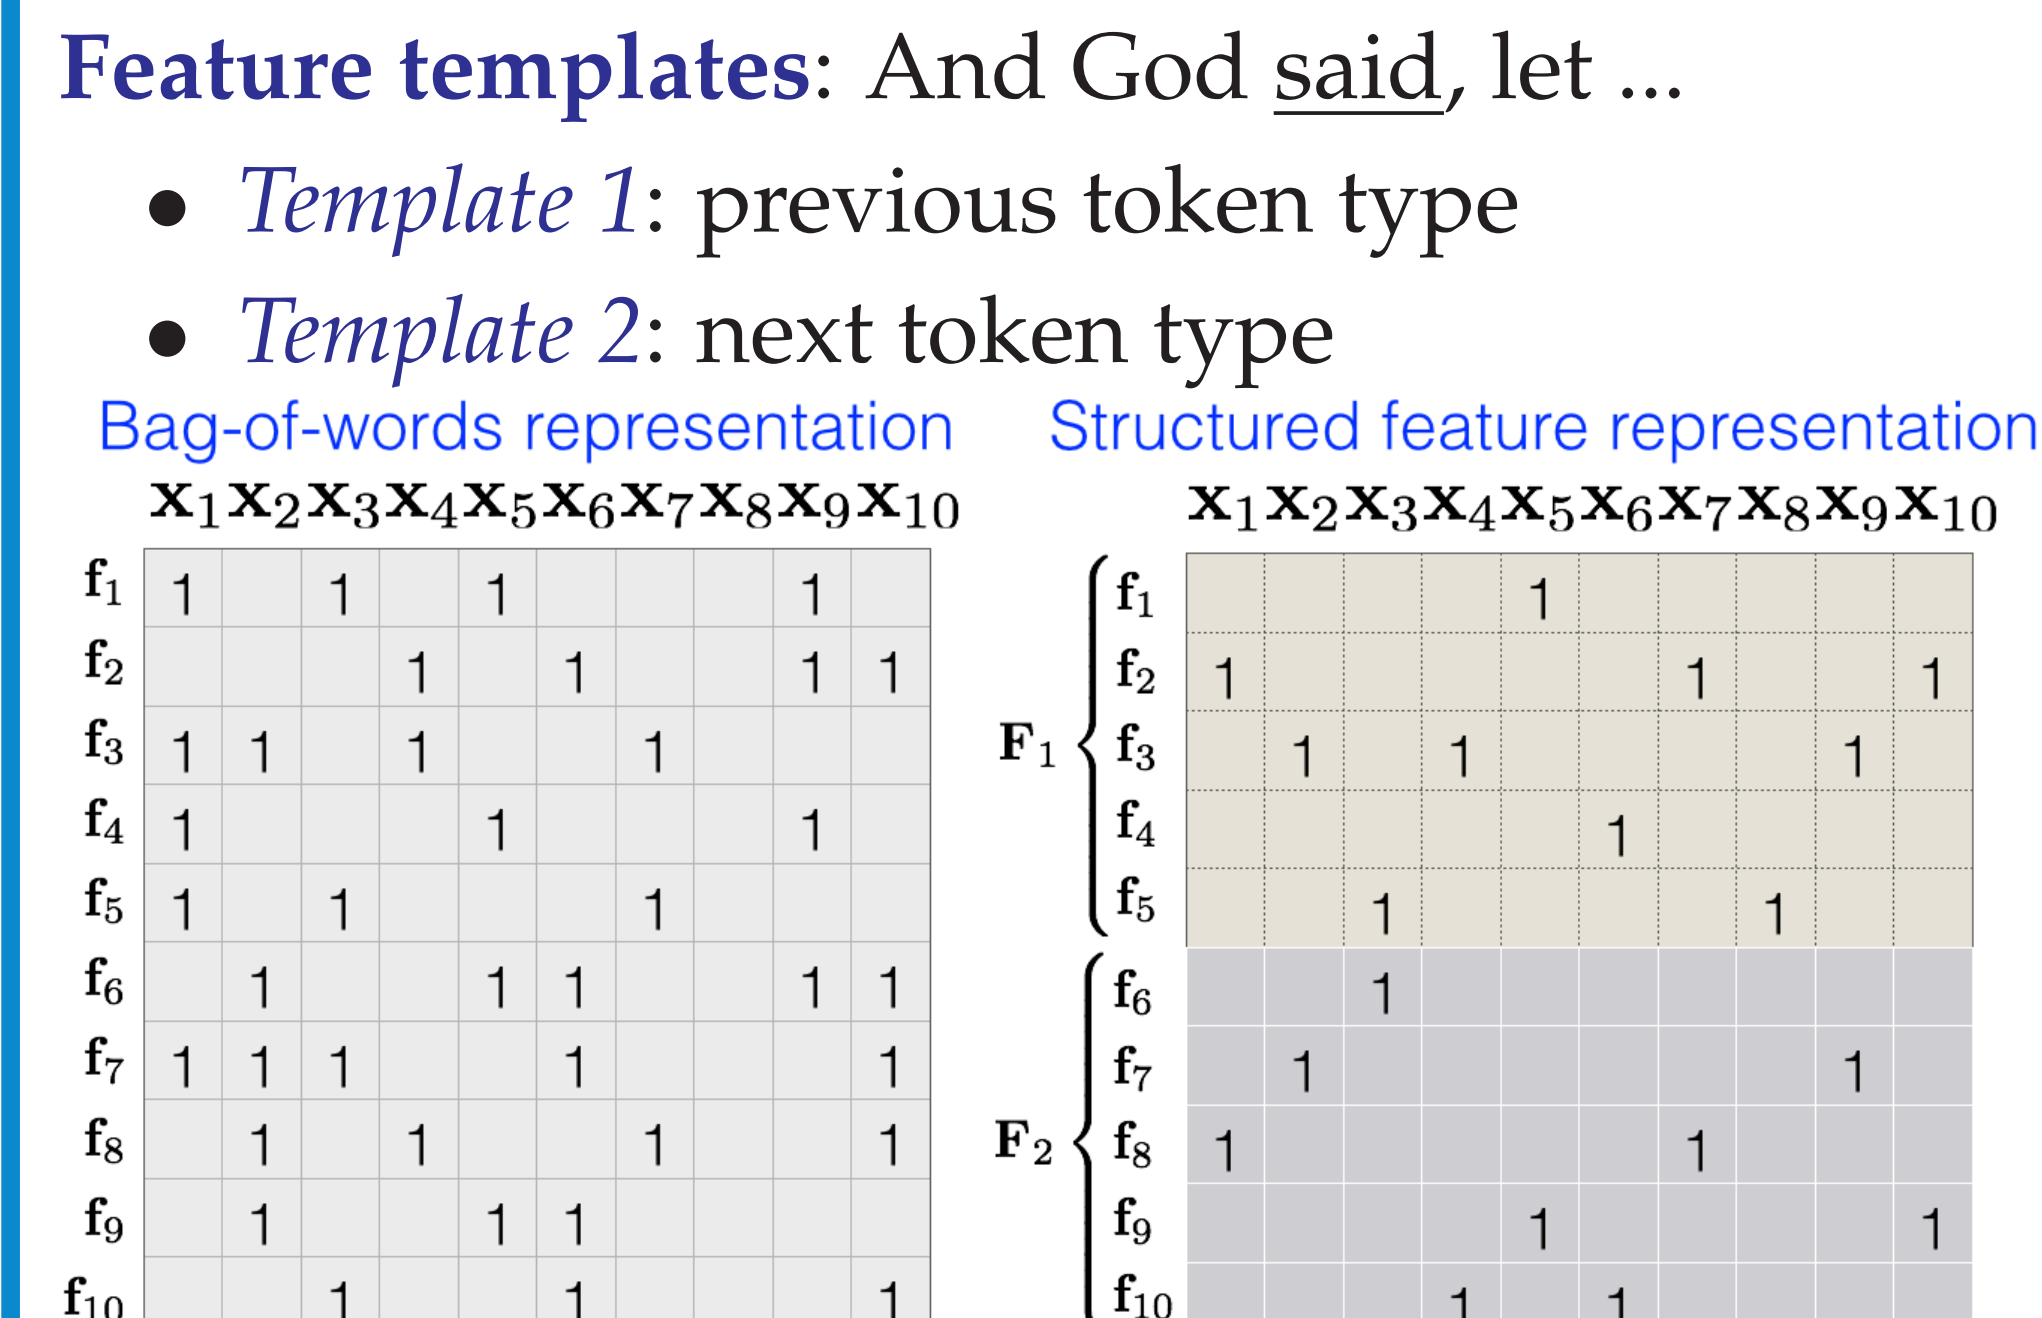 Feature templates: And God said, let ...
• Template 1: previous token type
• Template 2: next token type
Bag-of-words representation
x1 x2 x3 x4 x5 x6 x7 x8 x9 x10
f1 1 1 1 1
f2 1 1 1 1
f3 1 1 1 1
f4 1 1 1
f5 1 1 1
f6 1 1 1 1 1
f7 1 1 1 1 1
f8 1 1 1 1
f9 1 1 1
f10 1 1 1
Structured feature representation
x1 x2 x3 x4 x5 x6 x7 x8 x9 x10
F1
f1 1
f2 1 1 1
f3 1 1 1
f4 1
f5 1 1
F2
f6 1
f7 1 1
f8 1 1
f9 1 1
f10 1 1